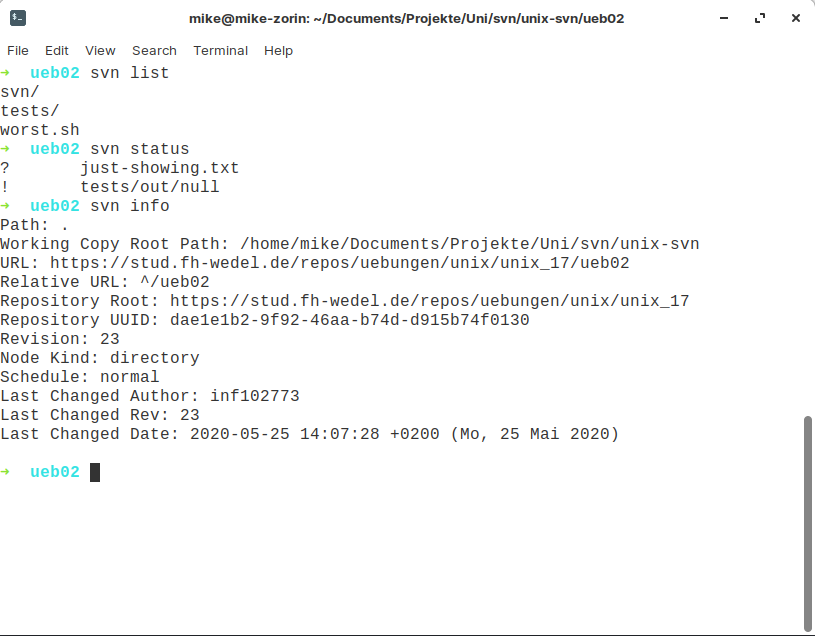 mike@mike-zorin: ~/Documents/Projekte/Uni/svn/unix-svn/ueb02
File Edit View Search Terminal Help
➜  ueb02 svn list
svn/
tests/
worst.sh
➜  ueb02 svn status
?       just-showing.txt
!       tests/out/null
➜  ueb02 svn info
Path: .
Working Copy Root Path: /home/mike/Documents/Projekte/Uni/svn/unix-svn
URL: https://stud.fh-wedel.de/repos/uebungen/unix/unix_17/ueb02
Relative URL: ^/ueb02
Repository Root: https://stud.fh-wedel.de/repos/uebungen/unix/unix_17
Repository UUID: dae1e1b2-9f92-46aa-b74d-d915b74f0130
Revision: 23
Node Kind: directory
Schedule: normal
Last Changed Author: inf102773
Last Changed Rev: 23
Last Changed Date: 2020-05-25 14:07:28 +0200 (Mo, 25 Mai 2020)
➜  ueb02